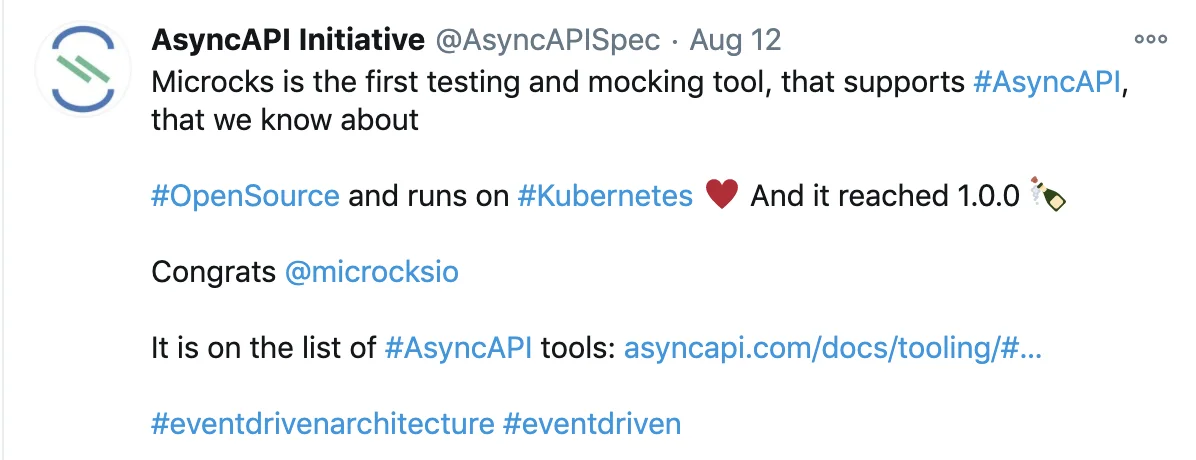 AsyncAPI Initiative @AsyncAPISpec · Aug 12
Microcks is the first testing and mocking tool, that supports #AsyncAPI,
that we know about
#OpenSource and runs on #Kubernetes ♥️ And it reached 1.0.0 🍾
Congrats @microcksio
It is on the list of #AsyncAPI tools: asyncapi.com/docs/tooling/#...
#eventdrivenarchitecture #eventdriven